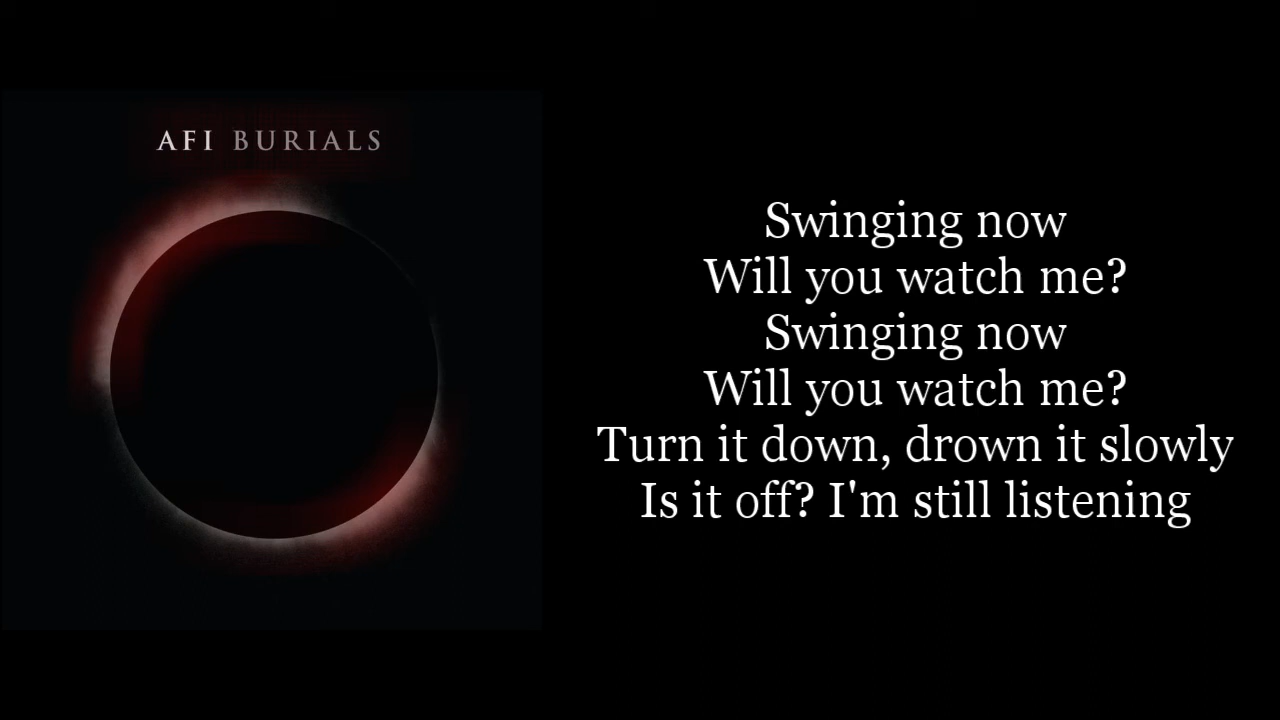 AFI BURIALS
Swinging now
Will you watch me?
Swinging now
Will you watch me?
Turn it down, drown it slowly
Is it off? I'm still listening